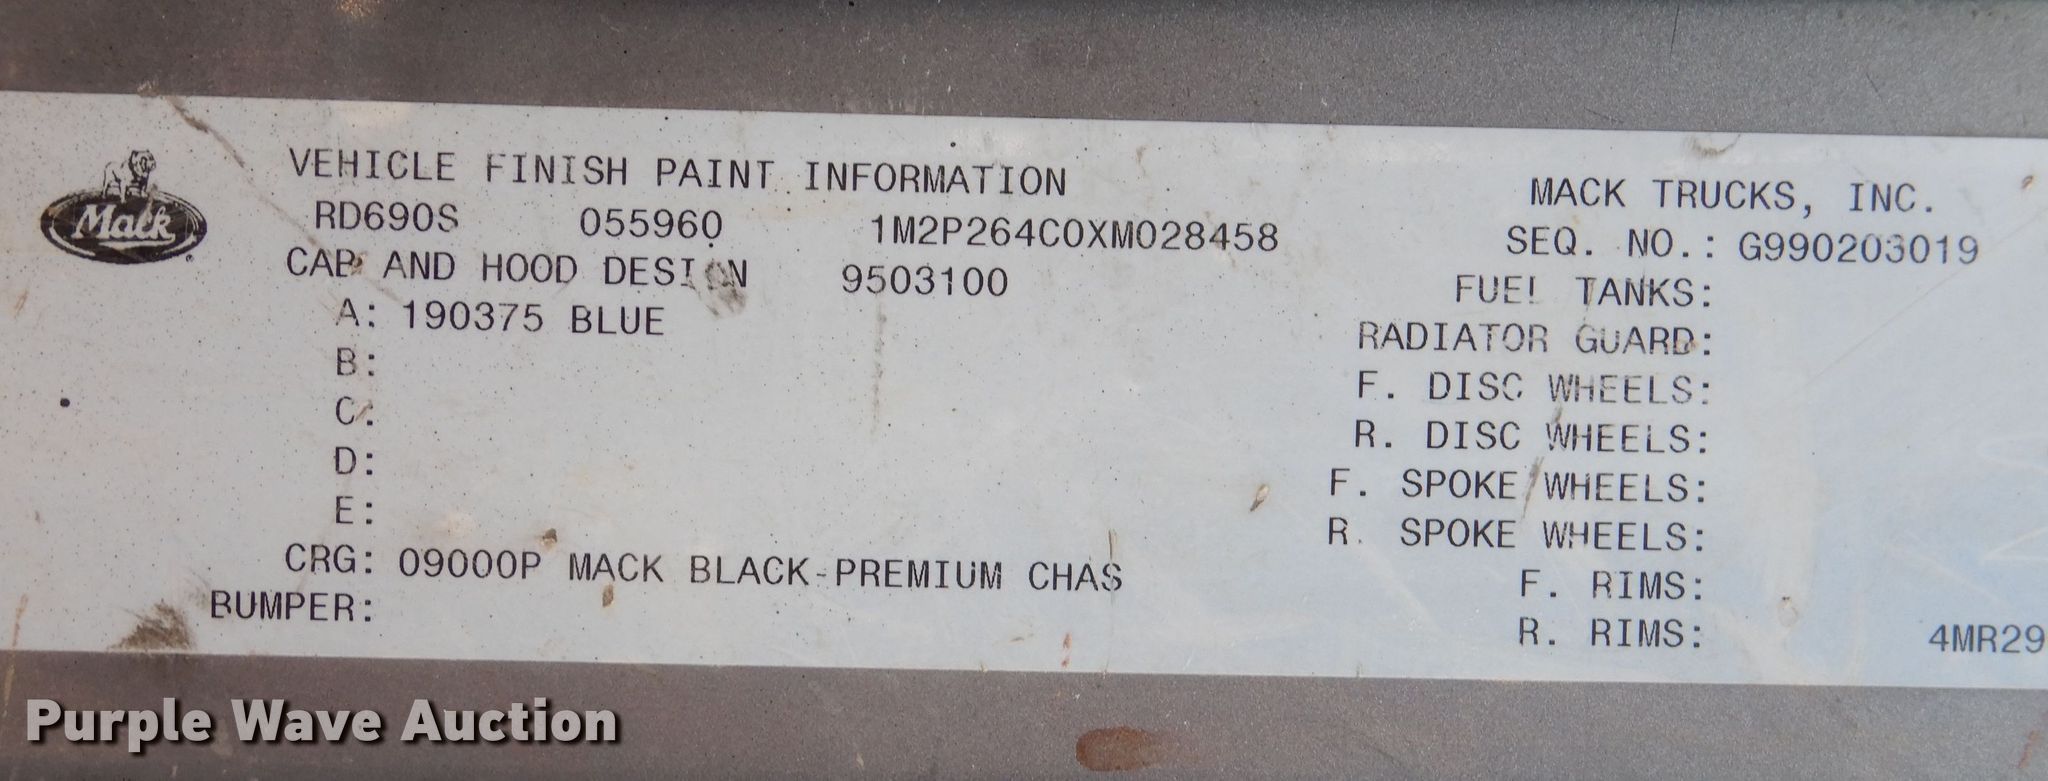 Mack
VEHICLE FINISH PAINT INFORMATION
RD690S 055960 1M2P264C0XM028458
CAB AND HOOD DESIGN 9503100
A: 190375 BLUE
B:
C:
D:
E:
CRG: 09000P MACK BLACK-PREMIUM CHAS
BUMPER:
MACK TRUCKS, INC.
SEQ. NO.: G990203019
FUEL TANKS:
RADIATOR GUARD:
F. DISC WHEELS:
R. DISC WHEELS:
F. SPOKE WHEELS:
R. SPOKE WHEELS:
F. RIMS:
R. RIMS:
4MR29
Purple Wave Auction